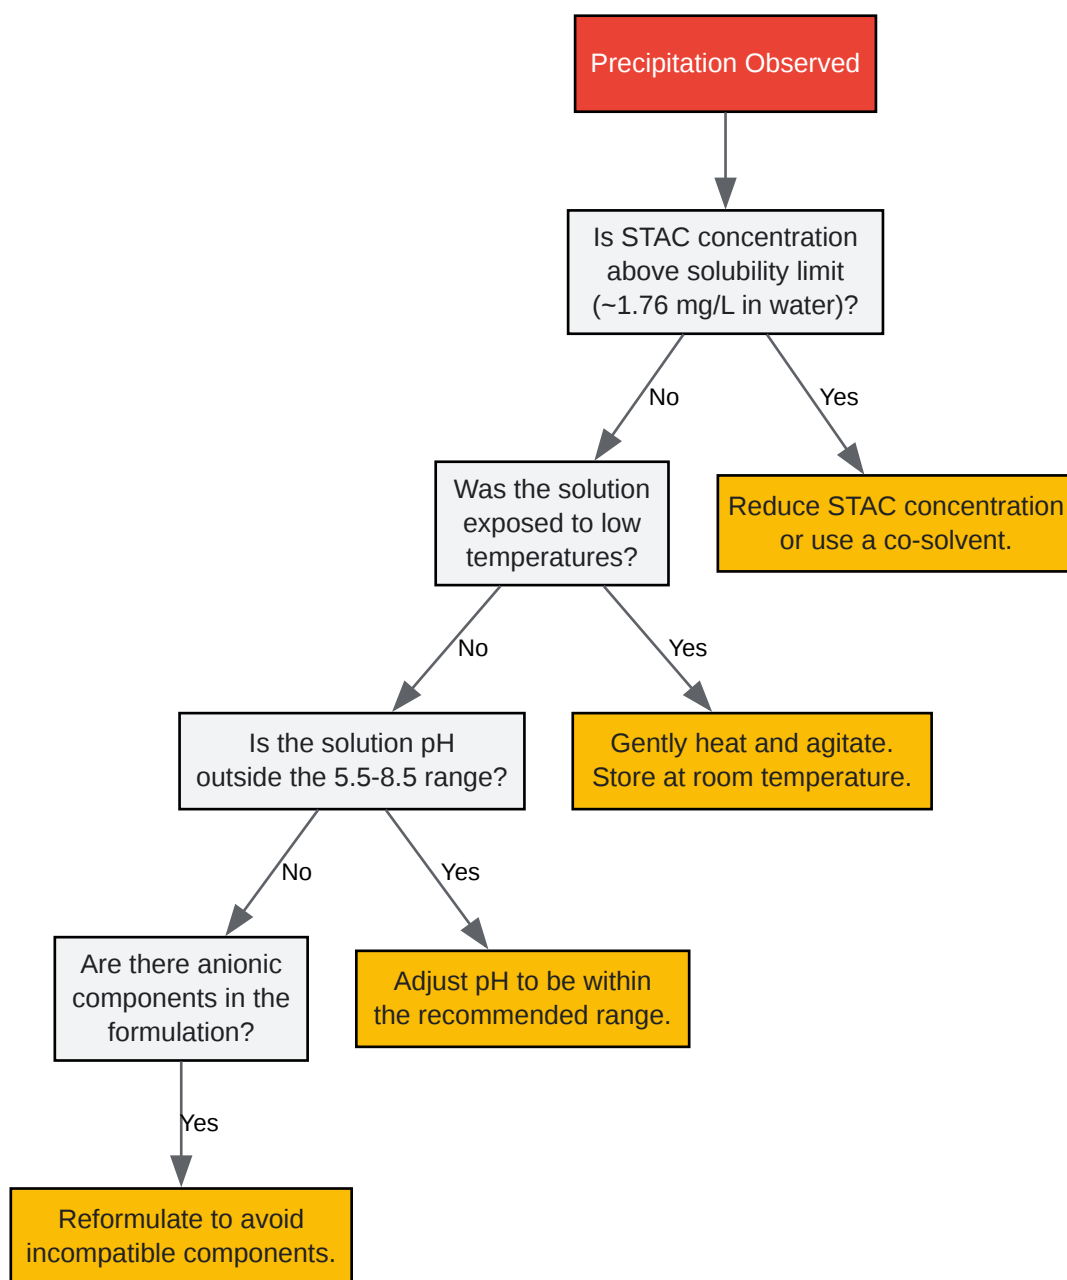 Precipitation Observed
Is STAC concentration
above solubility limit
(~1.76 mg/L in water)?
No
Yes
Was the solution
exposed to low
temperatures?
Reduce STAC concentration
or use a co-solvent.
No
Yes
Is the solution pH
outside the 5.5-8.5 range?
Gently heat and agitate.
Store at room temperature.
No
Yes
Are there anionic
components in the
formulation?
Adjust pH to be within
the recommended range.
Yes
Reformulate to avoid
incompatible components.